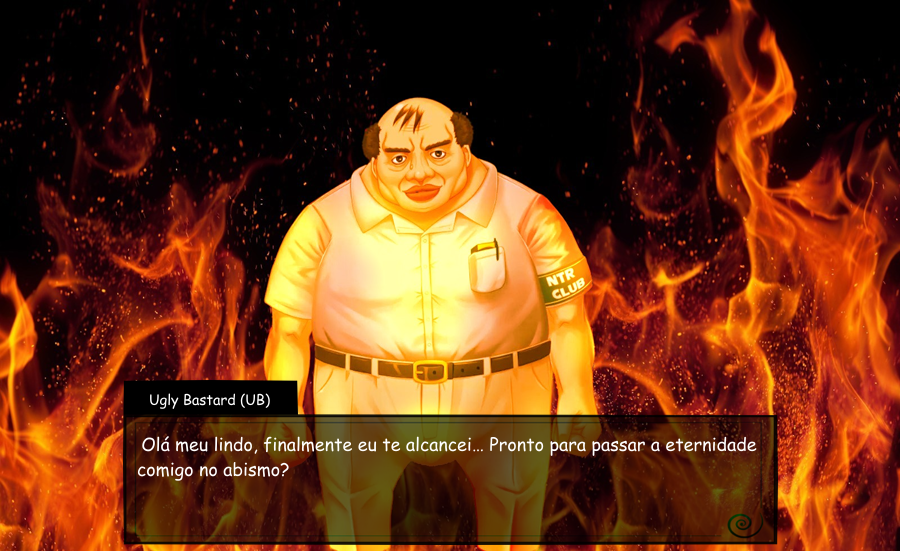 NTR
CLUB
Ugly Bastard (UB)
Olá meu lindo, finalmente eu te alcancei... Pronto para passar a eternidade
comigo no abismo?